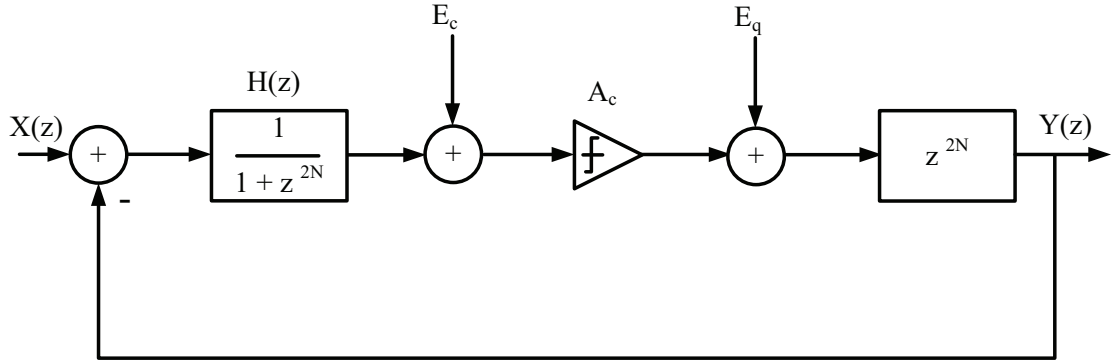 E_c
E_q
H(z)
A_c
X(z)
Y(z)
+
1
1 + z^{2N}
+
+
z^{2N}
-